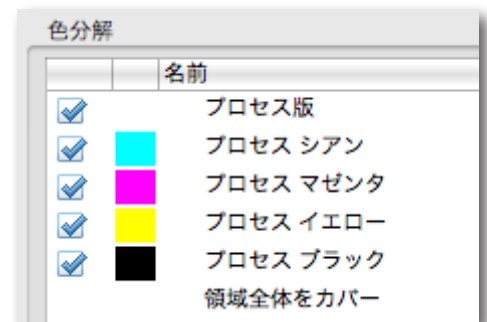 色分解
名前
プロセス版
プロセス シアン
プロセス マゼンタ
プロセス イエロー
プロセス ブラック
領域全体をカバー